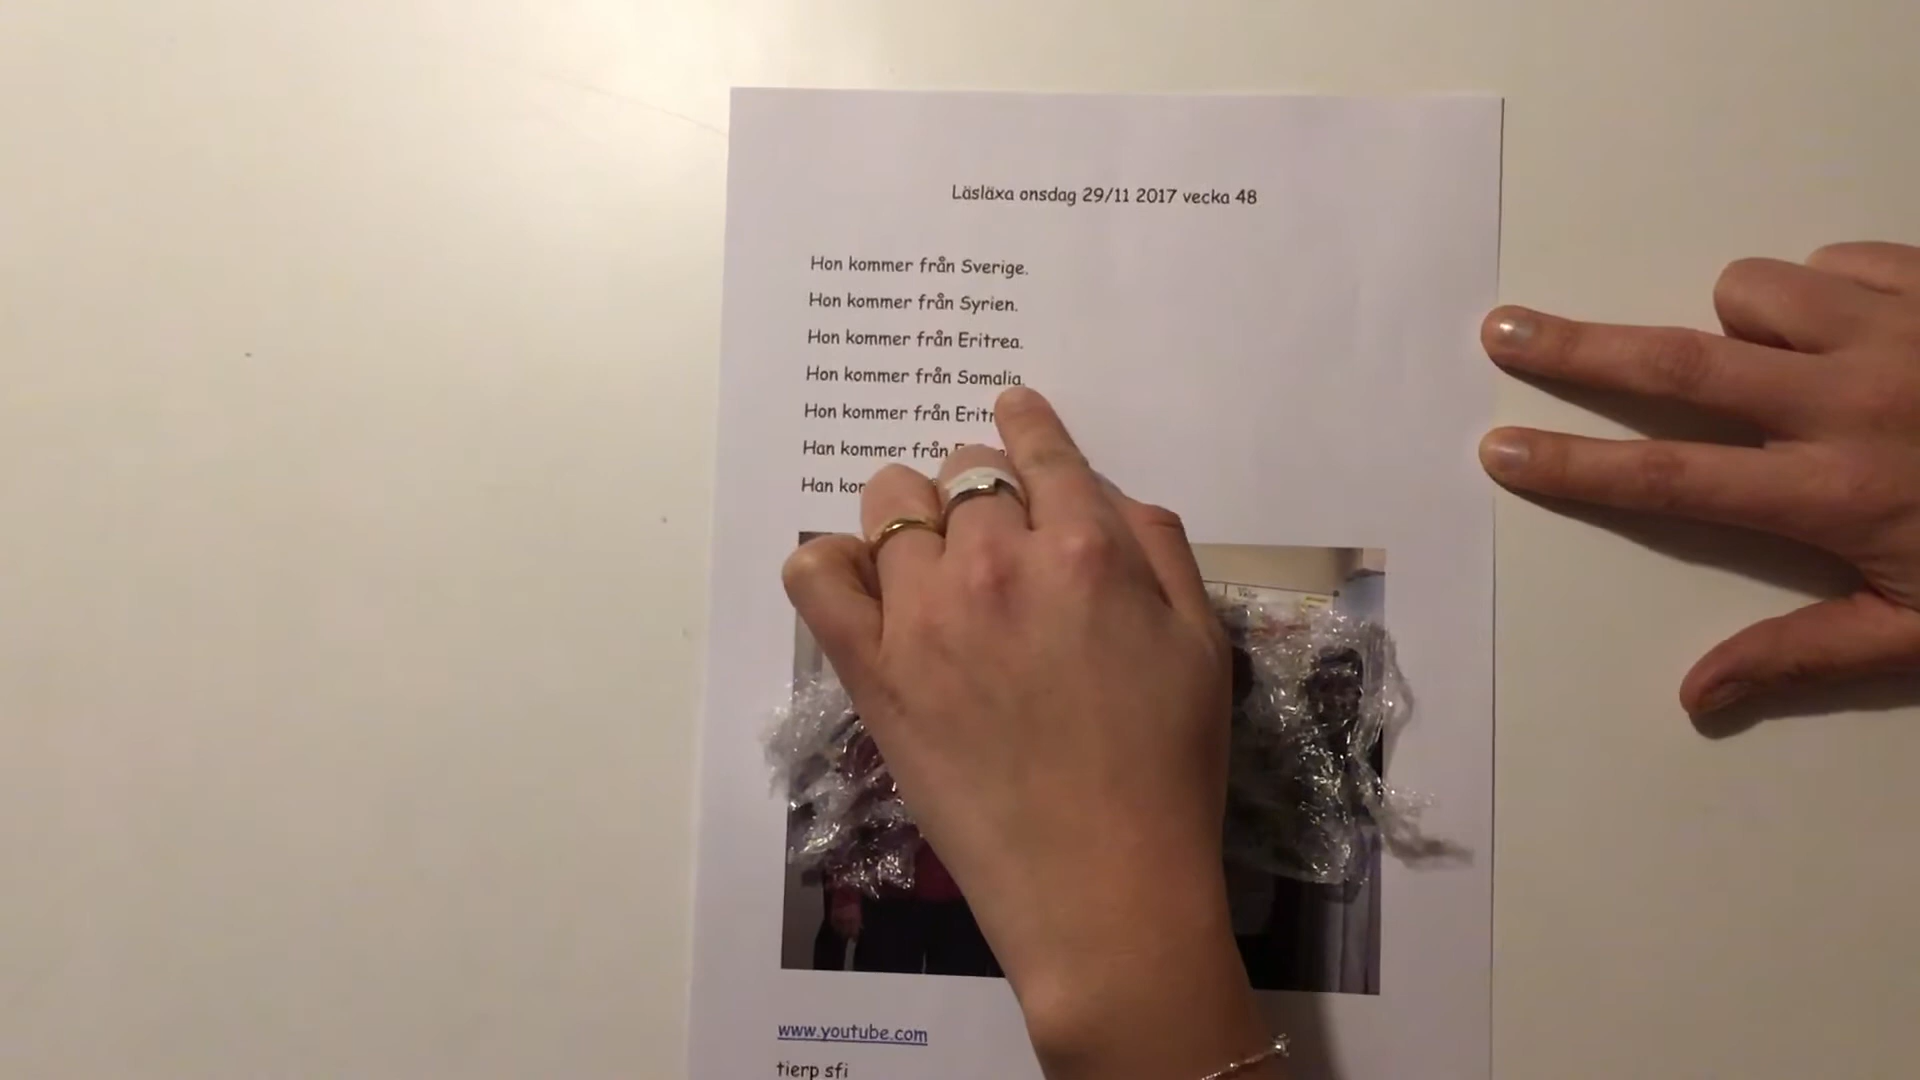 Läsläxa onsdag 29/11 2017 vecka 48
Hon kommer från Sverige.
Hon kommer från Syrien.
Hon kommer från Eritrea.
Hon kommer från Somalia.
Hon kommer från
Han kommer från
Han
www.youtube.com
tierp sfi